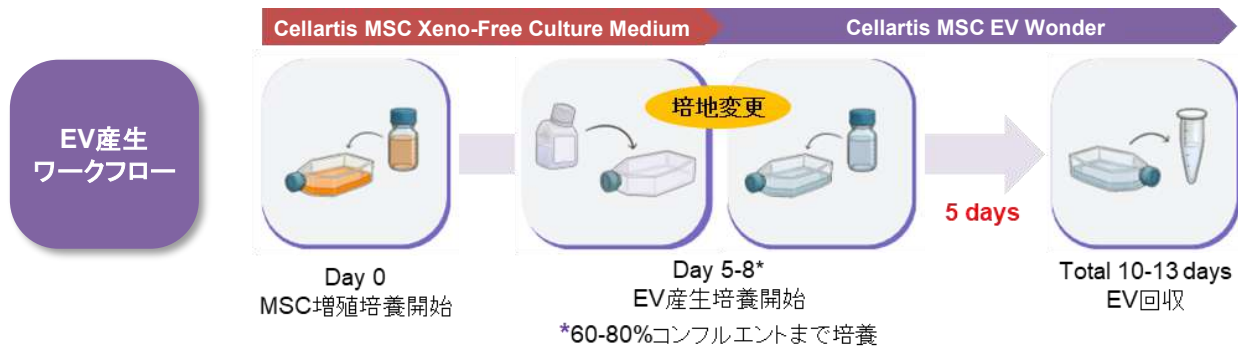 Cellartis MSC Xeno-Free Culture Medium
Cellartis MSC EV Wonder
EV産生
ワークフロー
培地変更
5 days
Day 0
MSC増殖培養開始
Day 5-8*
EV産生培養開始
*60-80%コンフルエントまで培養
Total 10-13 days
EV回収